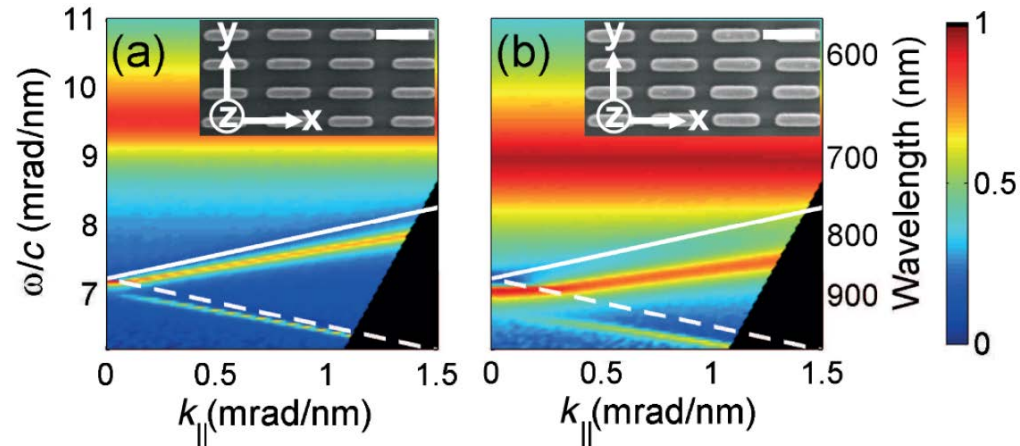 (a)
y
z
x
11
10
9
8
7
ω/c (mrad/nm)
0
0.5
1
1.5
k||(mrad/nm)
(b)
y
z
x
0
0.5
1
1.5
k||(mrad/nm)
600
700
800
900
Wavelength (nm)
1
0.5
0